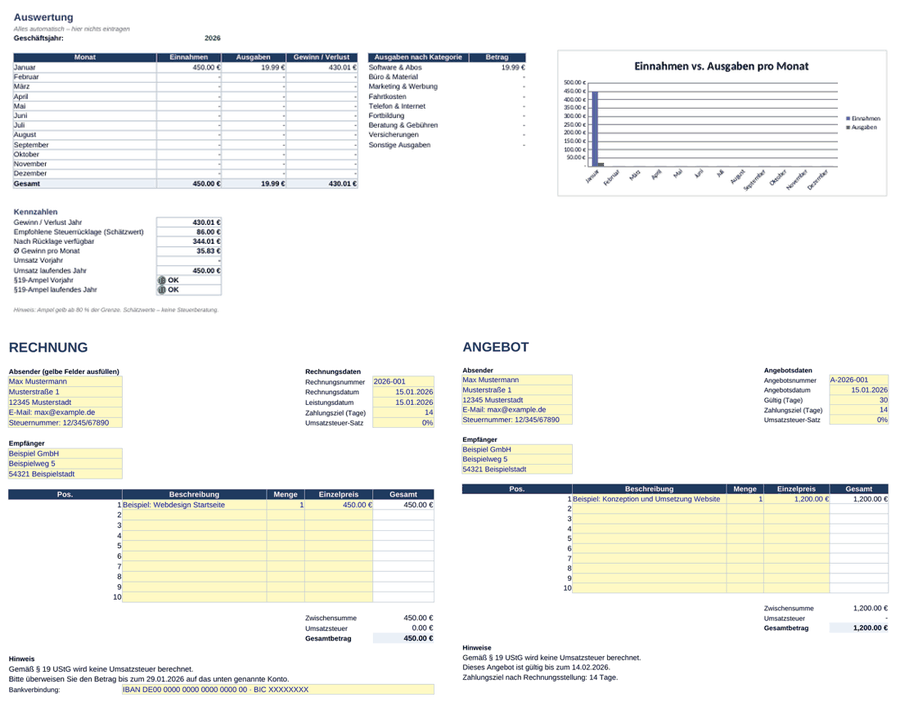 Auswertung
Alles automatisch – hier nichts eintragen
Geschäftsjahr: 2026
Monat Einnahmen Ausgaben Gewinn / Verlust
Januar 450.00 € 19.99 € 430.01 €
Februar - - -
März - - -
April - - -
Mai - - -
Juni - - -
Juli - - -
August - - -
September - - -
Oktober - - -
November - - -
Dezember - - -
Gesamt 450.00 € 19.99 € 430.01 €
Ausgaben nach Kategorie Betrag
Software & Abos 19.99 €
Büro & Material -
Marketing & Werbung -
Fahrtkosten -
Telefon & Internet -
Fortbildung -
Beratung & Gebühren -
Versicherungen -
Sonstige Ausgaben -
Einnahmen vs. Ausgaben pro Monat
500.00 €
450.00 €
400.00 €
350.00 €
300.00 €
250.00 €
200.00 €
150.00 €
100.00 €
50.00 €
-
Januar Februar März April Mai Juni Juli August September Oktober November Dezember
Einnahmen
Ausgaben
Kennzahlen
Gewinn / Verlust Jahr 430.01 €
Empfohlene Steuerrücklage (Schätzwert) 86.00 €
Nach Rücklage verfügbar 344.01 €
Ø Gewinn pro Monat 35.83 €
Umsatz Vorjahr -
Umsatz laufendes Jahr 450.00 €
§19-Ampel Vorjahr OK
§19-Ampel laufendes Jahr OK
Hinweis: Ampel gelb ab 80 % der Grenze. Schätzwerte – keine Steuerberatung.
RECHNUNG
Absender (gelbe Felder ausfüllen)
Max Mustermann
Musterstraße 1
12345 Musterstadt
E-Mail: max@example.de
Steuernummer: 12/345/67890
Rechnungsdaten
Rechnungsnummer 2026-001
Rechnungsdatum 15.01.2026
Leistungsdatum 15.01.2026
Zahlungsziel (Tage) 14
Umsatzsteuer-Satz 0%
Empfänger
Beispiel GmbH
Beispielweg 5
54321 Beispielstadt
Pos. Beschreibung Menge Einzelpreis Gesamt
1 Beispiel: Webdesign Startseite 1 450.00 € 450.00 €
2
3
4
5
6
7
8
9
10
Zwischensumme 450.00 €
Umsatzsteuer 0.00 €
Gesamtbetrag 450.00 €
Hinweis
Gemäß § 19 UStG wird keine Umsatzsteuer berechnet.
Bitte überweisen Sie den Betrag bis zum 29.01.2026 auf das unten genannte Konto.
Bankverbindung: IBAN DE00 0000 0000 0000 0000 00 · BIC XXXXXXXX
ANGEBOT
Absender
Max Mustermann
Musterstraße 1
12345 Musterstadt
E-Mail: max@example.de
Steuernummer: 12/345/67890
Angebotsdaten
Angebotsnummer A-2026-001
Angebotsdatum 15.01.2026
Gültig (Tage) 30
Zahlungsziel (Tage) 14
Umsatzsteuer-Satz 0%
Empfänger
Beispiel GmbH
Beispielweg 5
54321 Beispielstadt
Pos. Beschreibung Menge Einzelpreis Gesamt
1 Beispiel: Konzeption und Umsetzung Website 1 1,200.00 € 1,200.00 €
2
3
4
5
6
7
8
9
10
Zwischensumme 1,200.00 €
Umsatzsteuer -
Gesamtbetrag 1,200.00 €
Hinweise
Gemäß § 19 UStG wird keine Umsatzsteuer berechnet.
Dieses Angebot ist gültig bis zum 14.02.2026.
Zahlungsziel nach Rechnungsstellung: 14 Tage.